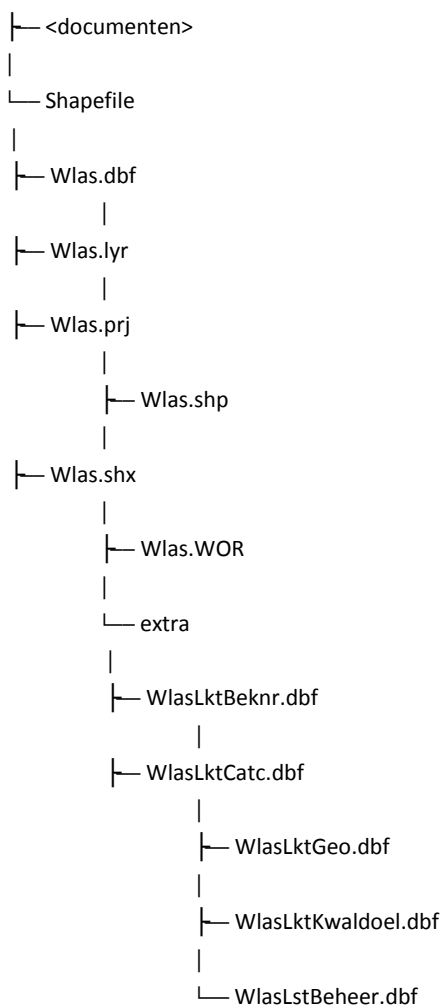 ├── <documenten>
│
└── Shapefile
│
├── Wlas.dbf
│
├── Wlas.lyr
│
├── Wlas.prj
│
├── Wlas.shp
│
├── Wlas.shx
│
├── Wlas.WOR
│
└── extra
│
├── WlasLktBeknr.dbf
│
├── WlasLktCatc.dbf
│
├── WlasLktGeo.dbf
│
├── WlasLktKwaldoel.dbf
│
└── WlasLstBeheer.dbf